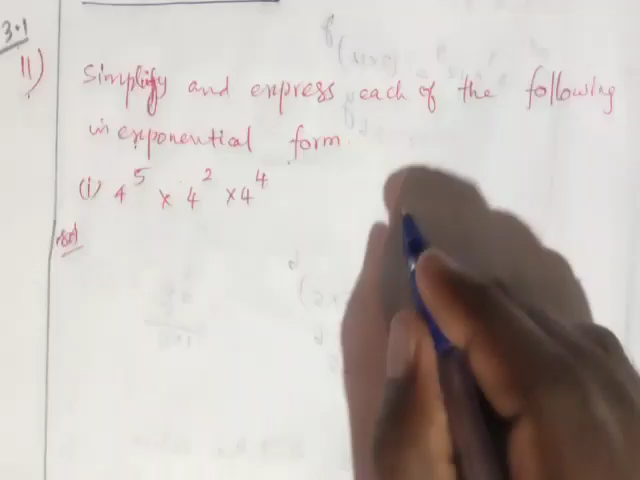 3.1
11)
Simplify and express each of the following
in exponential form
(i) 4⁵ × 4² × 4⁴
sol